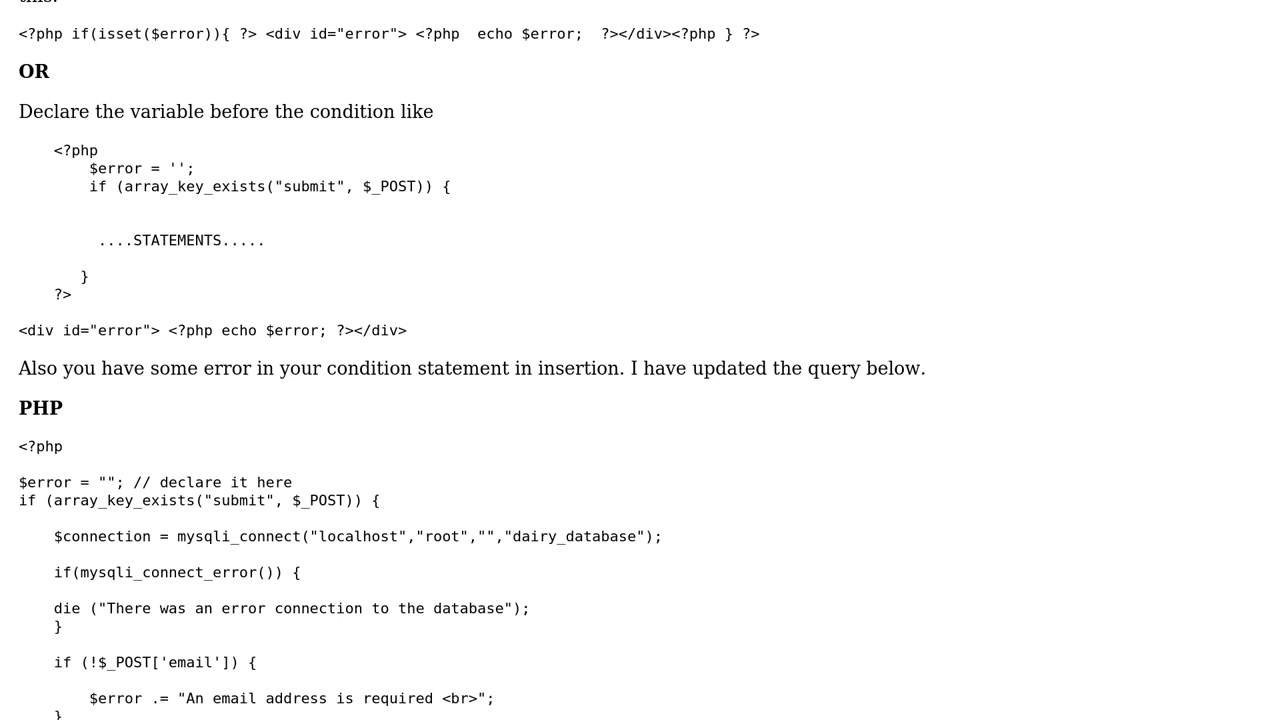 this.
<?php if(isset($error)){ ?> <div id="error"> <?php  echo $error;  ?></div><?php } ?>
OR
Declare the variable before the condition like
    <?php
        $error = '';
        if (array_key_exists("submit", $_POST)) {
         ....STATEMENTS.....
       }
    ?>
<div id="error"> <?php echo $error; ?></div>
Also you have some error in your condition statement in insertion. I have updated the query below.
PHP
<?php
$error = ""; // declare it here
if (array_key_exists("submit", $_POST)) {
    $connection = mysqli_connect("localhost","root","","dairy_database");
    if(mysqli_connect_error()) {
    die ("There was an error connection to the database");
    }
    if (!$_POST['email']) {
        $error .= "An email address is required <br>";
    }